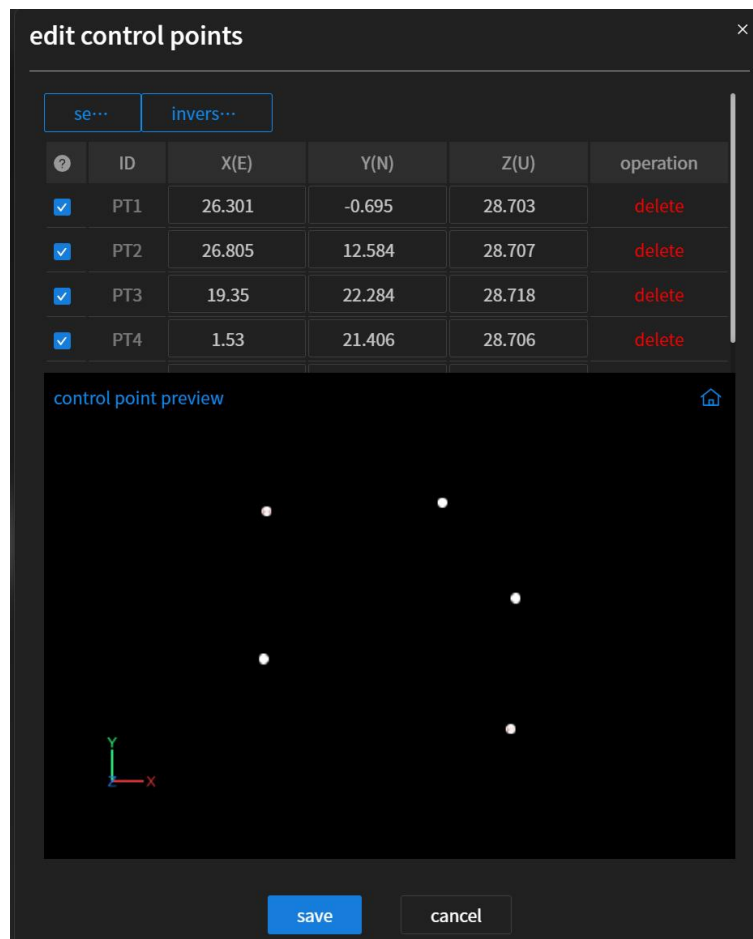 edit control points ×
se··· invers···
? ID X(E) Y(N) Z(U) operation
PT1 26.301 -0.695 28.703 delete
PT2 26.805 12.584 28.707 delete
PT3 19.35 22.284 28.718 delete
PT4 1.53 21.406 28.706 delete
control point preview
Y
Z X
save cancel